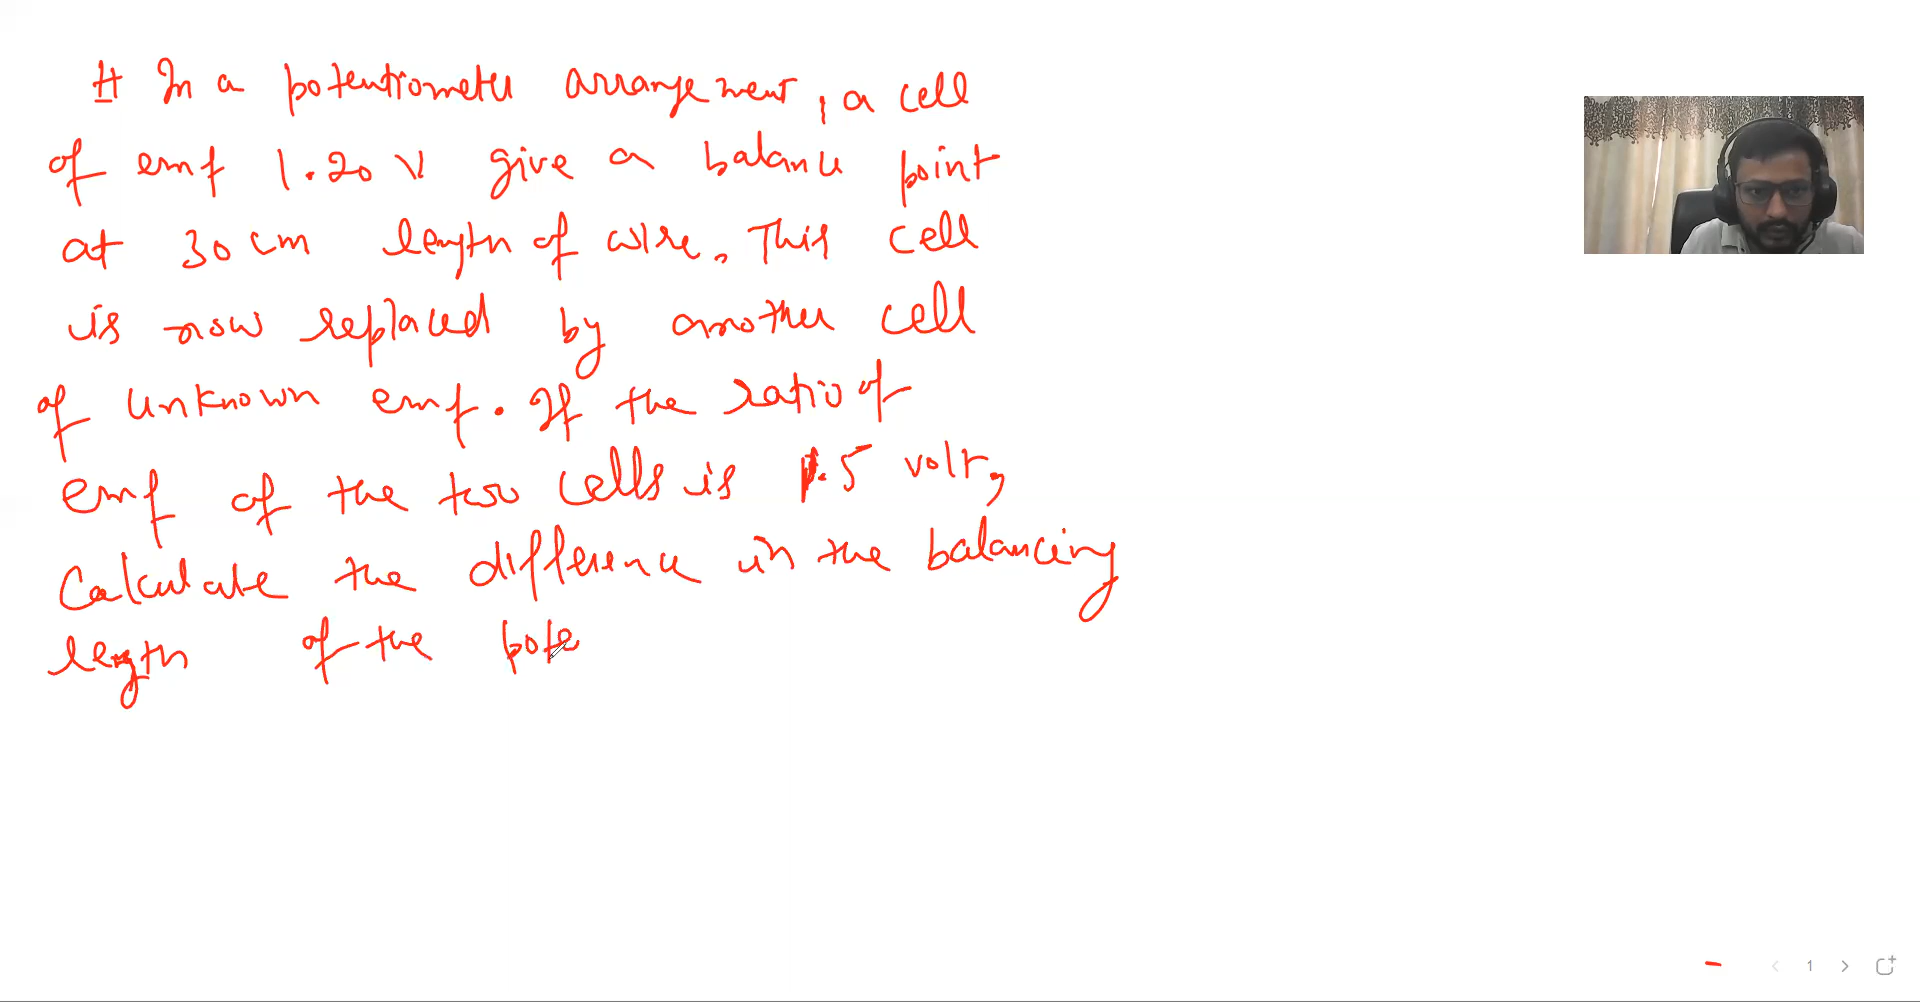 # In a potentiometer arrangement, a cell
of emf 1.20 V give a balance point
at 30 cm length of wire. This cell
is now replaced by another cell
of unknown emf. If the ratio of
emf of the two cells is 1.5 volt,
Calculate the difference in the balancing
length of the pote
1